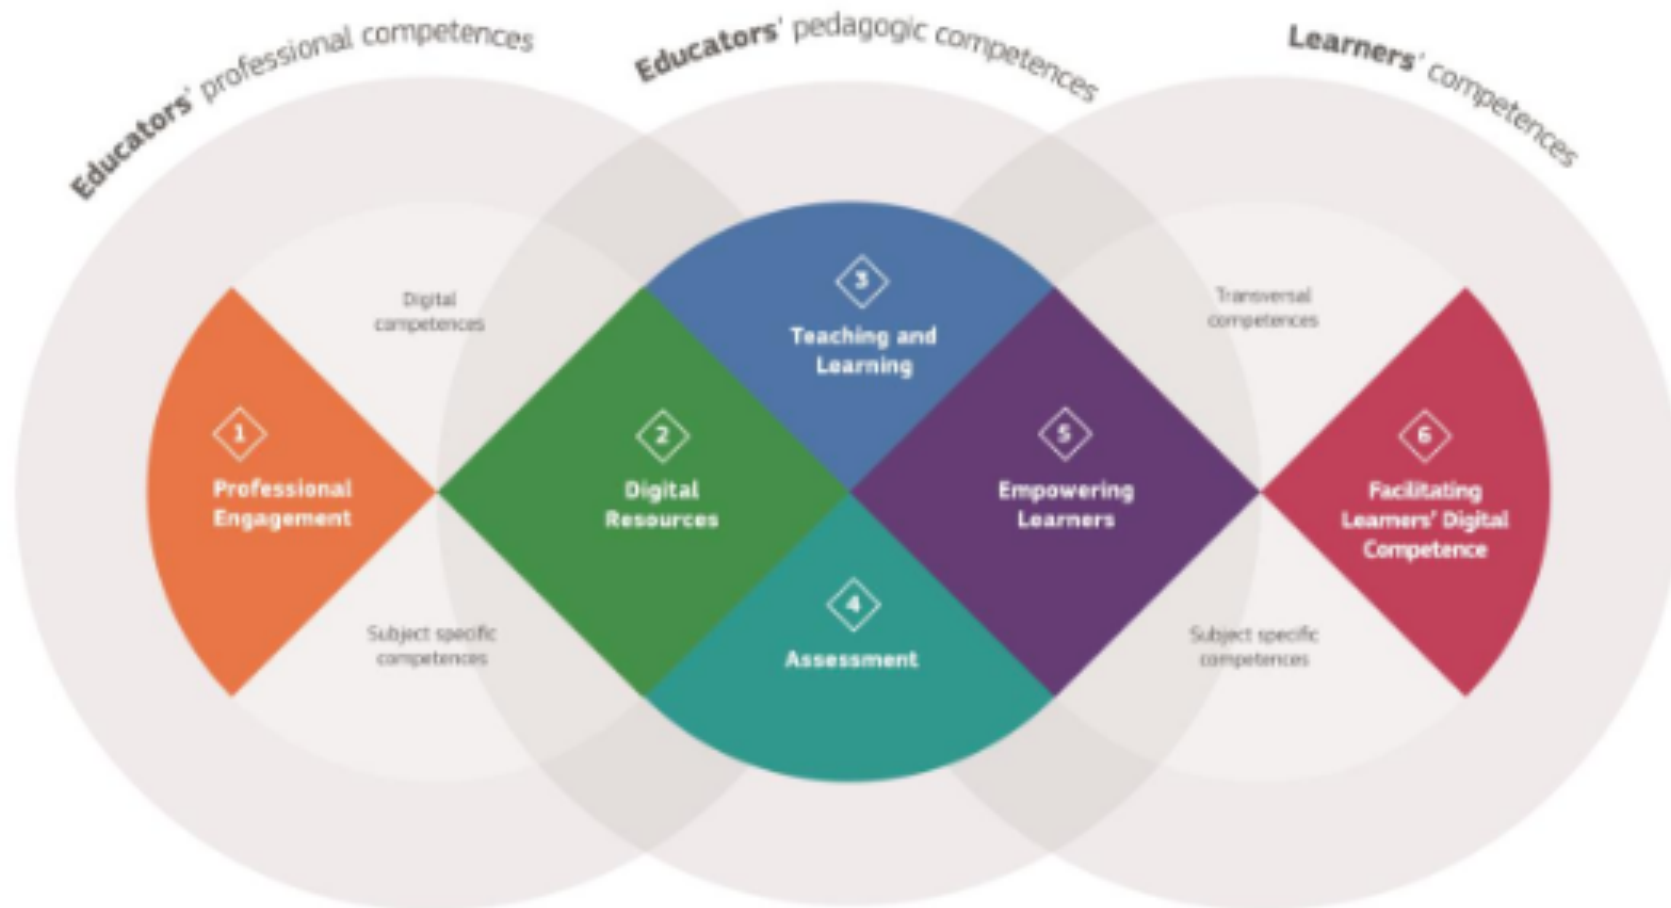 Educators' professional competences
Educators' pedagogic competences
Learners' competences
Digital
competences
Transversal
competences
1
Professional
Engagement
2
Digital
Resources
3
Teaching and
Learning
4
Assessment
5
Empowering
Learners
6
Facilitating
Learners' Digital
Competence
Subject specific
competences
Subject specific
competences